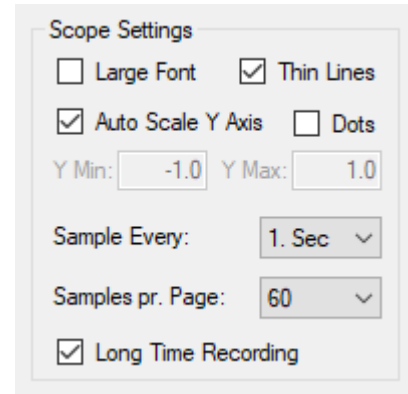 Scope Settings
Large Font Thin Lines
Auto Scale Y Axis Dots
Y Min: -1.0 Y Max: 1.0
Sample Every: 1. Sec
Samples pr. Page: 60
Long Time Recording